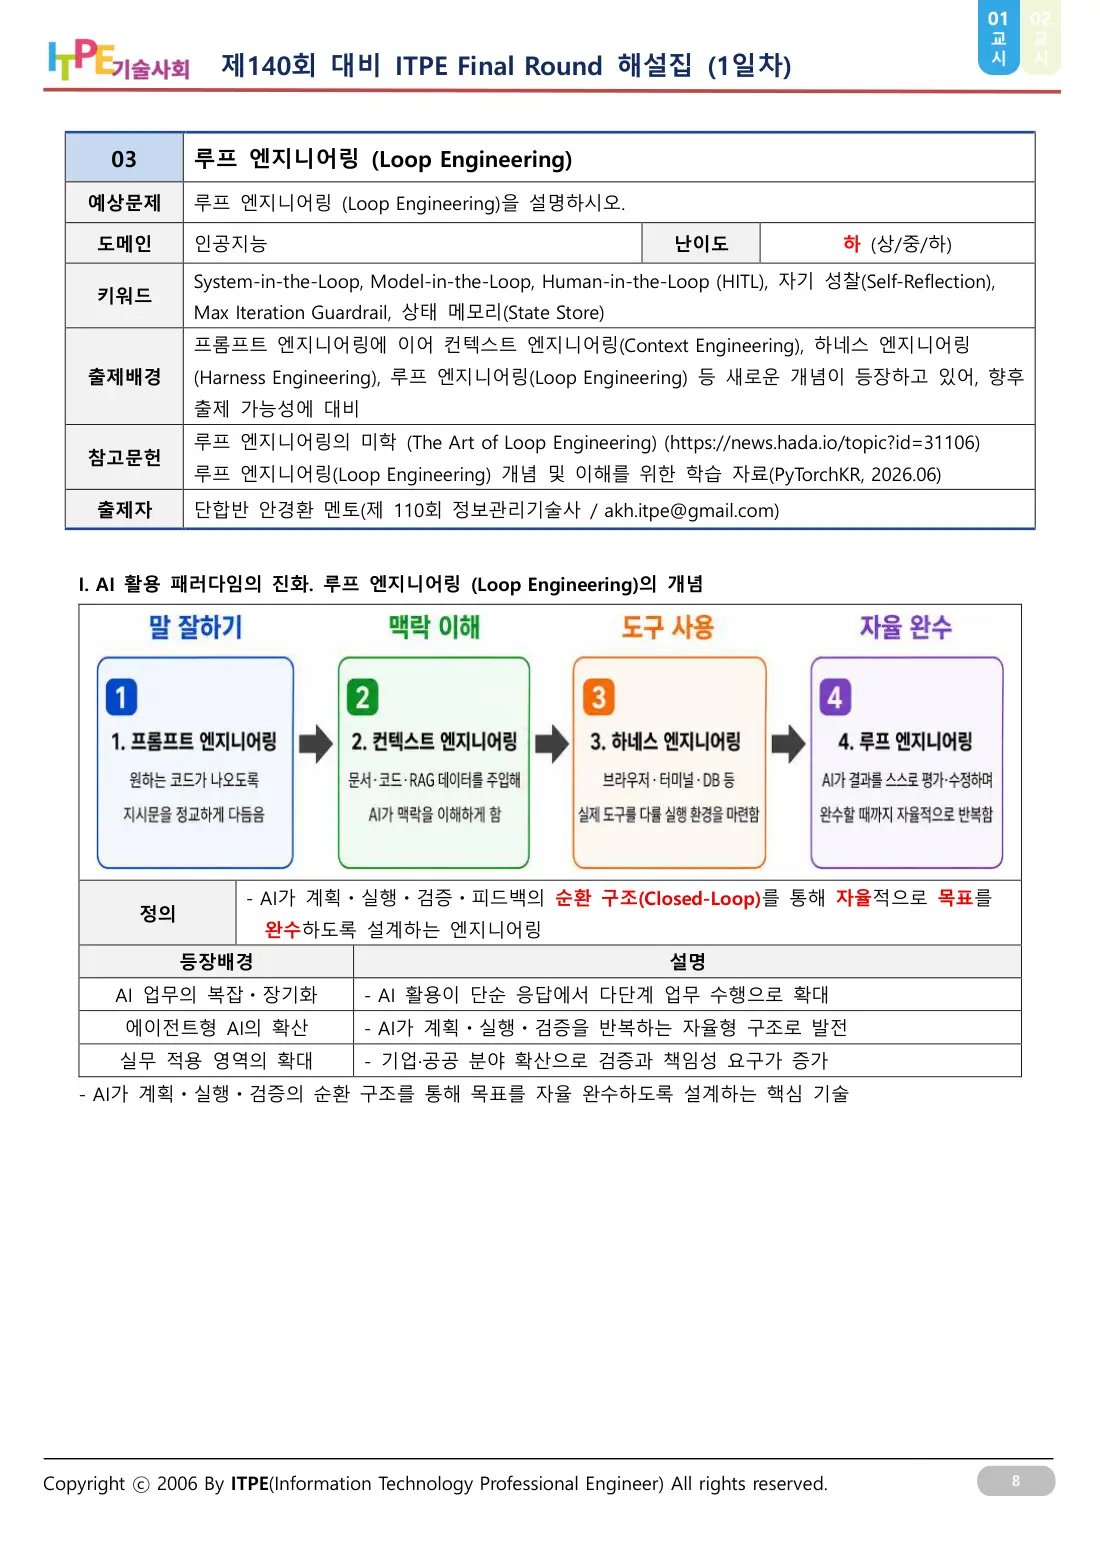 ITPE기술사회 제140회 대비 ITPE Final Round 해설집 (1일차)
01 교시
02 교시
03 루프 엔지니어링 (Loop Engineering)
예상문제 루프 엔지니어링 (Loop Engineering)을 설명하시오.
도메인 인공지능 난이도 하 (상/중/하)
키워드 System-in-the-Loop, Model-in-the-Loop, Human-in-the-Loop (HITL), 자기 성찰(Self-Reflection),
Max Iteration Guardrail, 상태 메모리(State Store)
출제배경 프롬프트 엔지니어링에 이어 컨텍스트 엔지니어링(Context Engineering), 하네스 엔지니어링
(Harness Engineering), 루프 엔지니어링(Loop Engineering) 등 새로운 개념이 등장하고 있어, 향후
출제 가능성에 대비
참고문헌 루프 엔지니어링의 미학 (The Art of Loop Engineering) (https://news.hada.io/topic?id=31106)
루프 엔지니어링(Loop Engineering) 개념 및 이해를 위한 학습 자료(PyTorchKR, 2026.06)
출제자 단합반 안경환 멘토(제 110회 정보관리기술사 / akh.itpe@gmail.com)
I. AI 활용 패러다임의 진화. 루프 엔지니어링 (Loop Engineering)의 개념
말 잘하기 맥락 이해 도구 사용 자율 완수
1 2 3 4
1. 프롬프트 엔지니어링 2. 컨텍스트 엔지니어링 3. 하네스 엔지니어링 4. 루프 엔지니어링
원하는 코드가 나오도록 문서·코드·RAG 데이터를 주입해 브라우저·터미널·DB 등 AI가 결과를 스스로 평가·수정하며
지시문을 정교하게 다듬음 AI가 맥락을 이해하게 함 실제 도구를 다룰 실행 환경을 마련함 완수할 때까지 자율적으로 반복함
정의 - AI가 계획·실행·검증·피드백의 순환 구조(Closed-Loop)를 통해 자율적으로 목표를
완수하도록 설계하는 엔지니어링
등장배경 설명
AI 업무의 복잡·장기화 - AI 활용이 단순 응답에서 다단계 업무 수행으로 확대
에이전트형 AI의 확산 - AI가 계획·실행·검증을 반복하는 자율형 구조로 발전
실무 적용 영역의 확대 - 기업·공공 분야 확산으로 검증과 책임성 요구가 증가
- AI가 계획·실행·검증의 순환 구조를 통해 목표를 자율 완수하도록 설계하는 핵심 기술
Copyright ⓒ 2006 By ITPE(Information Technology Professional Engineer) All rights reserved.
8